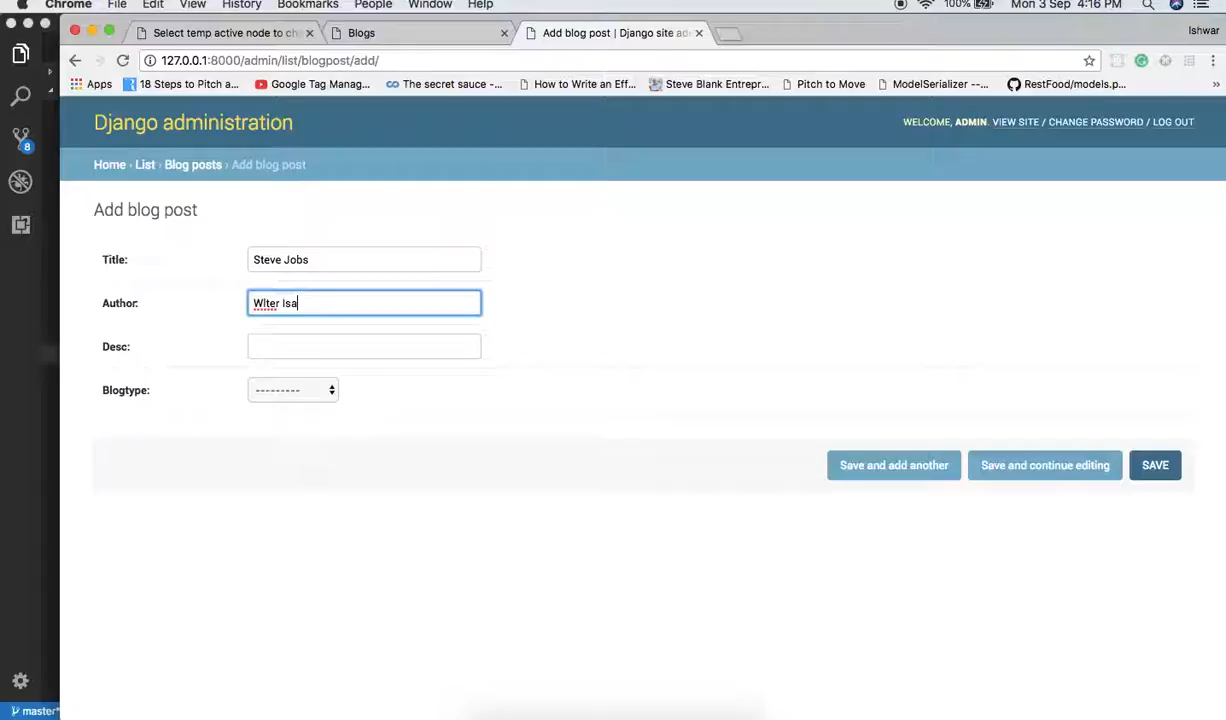 Chrome File Edit View History Bookmarks People Window Help 100% Mon 3 Sep 4:16 PM
Select temp active node to ch Blogs Add blog post | Django site ad Ishwar
127.0.0.1:8000/admin/list/blogpost/add/
Apps 18 Steps to Pitch a... Google Tag Manag... The secret sauce -... How to Write an Eff... Steve Blank Entrepr... Pitch to Move ModelSerializer --... RestFood/models.p... »
Django administration WELCOME, ADMIN. VIEW SITE / CHANGE PASSWORD / LOG OUT
8
Home › List › Blog posts › Add blog post
Add blog post
Title: Steve Jobs
Author: Wlter Isa
Desc:
Blogtype: ---------
Save and add another Save and continue editing SAVE
master*